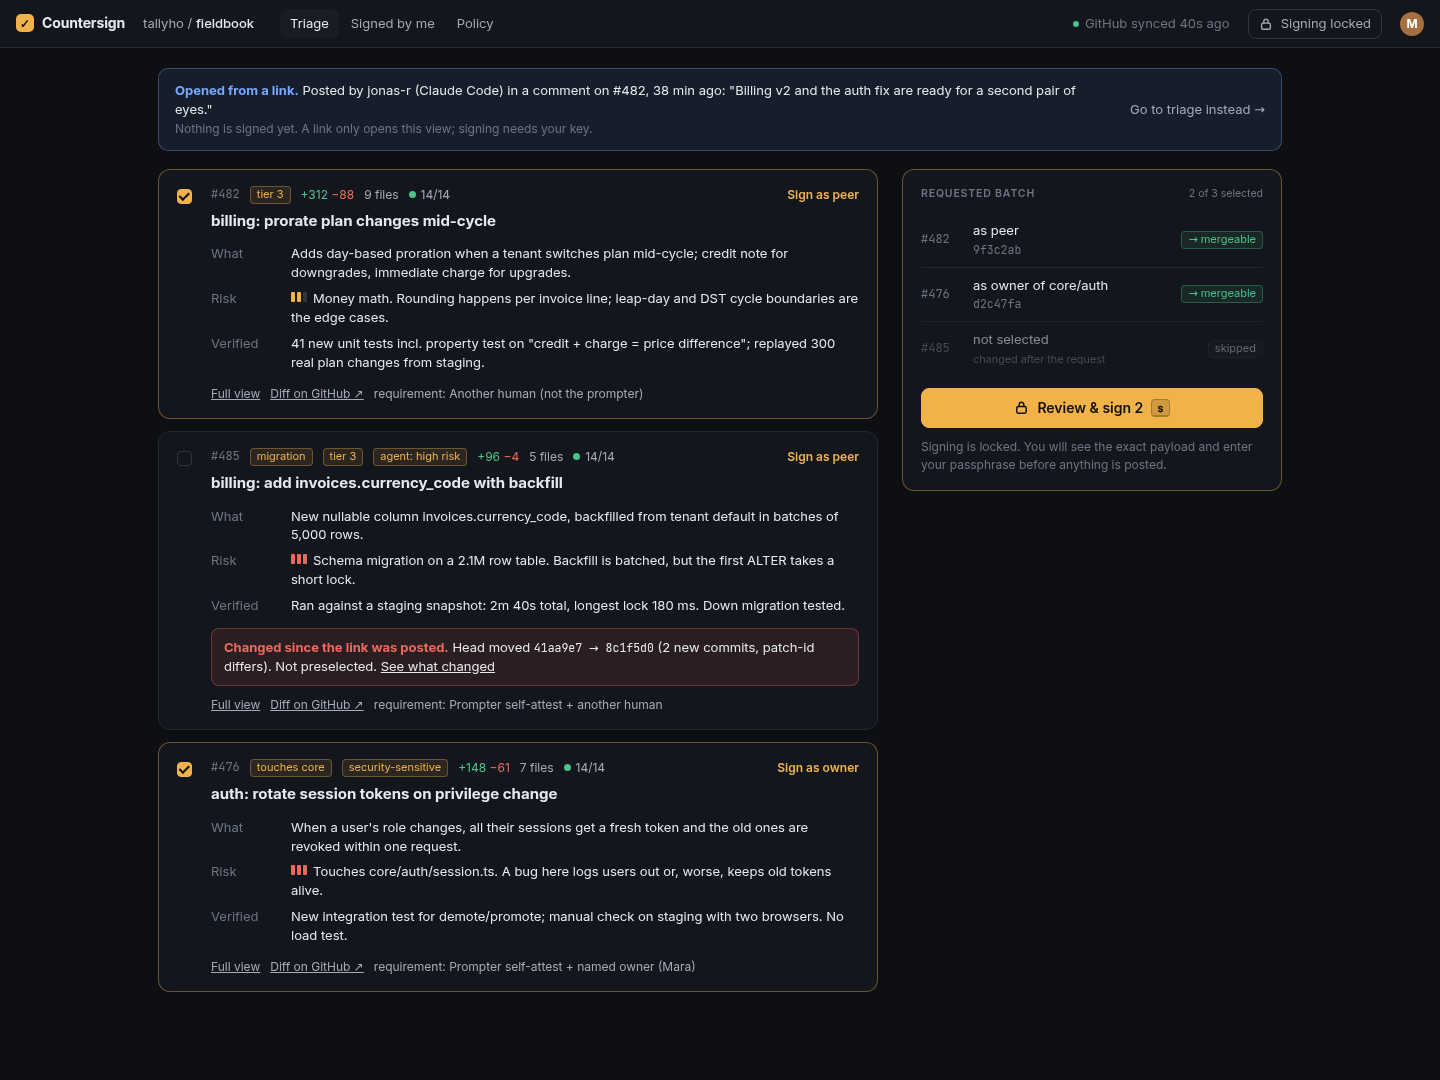 ✓ Countersign tallyho / fieldbook Triage Signed by me Policy GitHub synced 40s ago Signing locked M
Opened from a link. Posted by jonas-r (Claude Code) in a comment on #482, 38 min ago: "Billing v2 and the auth fix are ready for a second pair of
eyes."
Nothing is signed yet. A link only opens this view; signing needs your key.
Go to triage instead →
#482 tier 3 +312 −88 9 files 14/14 Sign as peer
billing: prorate plan changes mid-cycle
What Adds day-based proration when a tenant switches plan mid-cycle; credit note for
downgrades, immediate charge for upgrades.
Risk Money math. Rounding happens per invoice line; leap-day and DST cycle boundaries are
the edge cases.
Verified 41 new unit tests incl. property test on "credit + charge = price difference"; replayed 300
real plan changes from staging.
Full view Diff on GitHub ↗ requirement: Another human (not the prompter)
#485 migration tier 3 agent: high risk +96 −4 5 files 14/14 Sign as peer
billing: add invoices.currency_code with backfill
What New nullable column invoices.currency_code, backfilled from tenant default in batches of
5,000 rows.
Risk Schema migration on a 2.1M row table. Backfill is batched, but the first ALTER takes a
short lock.
Verified Ran against a staging snapshot: 2m 40s total, longest lock 180 ms. Down migration tested.
Changed since the link was posted. Head moved 41aa9e7 → 8c1f5d0 (2 new commits, patch-id
differs). Not preselected. See what changed
Full view Diff on GitHub ↗ requirement: Prompter self-attest + another human
#476 touches core security-sensitive +148 −61 7 files 14/14 Sign as owner
auth: rotate session tokens on privilege change
What When a user's role changes, all their sessions get a fresh token and the old ones are
revoked within one request.
Risk Touches core/auth/session.ts. A bug here logs users out or, worse, keeps old tokens
alive.
Verified New integration test for demote/promote; manual check on staging with two browsers. No
load test.
Full view Diff on GitHub ↗ requirement: Prompter self-attest + named owner (Mara)
REQUESTED BATCH 2 of 3 selected
#482 as peer → mergeable
9f3c2ab
#476 as owner of core/auth → mergeable
d2c47fa
#485 not selected skipped
changed after the request
Review & sign 2 s
Signing is locked. You will see the exact payload and enter
your passphrase before anything is posted.